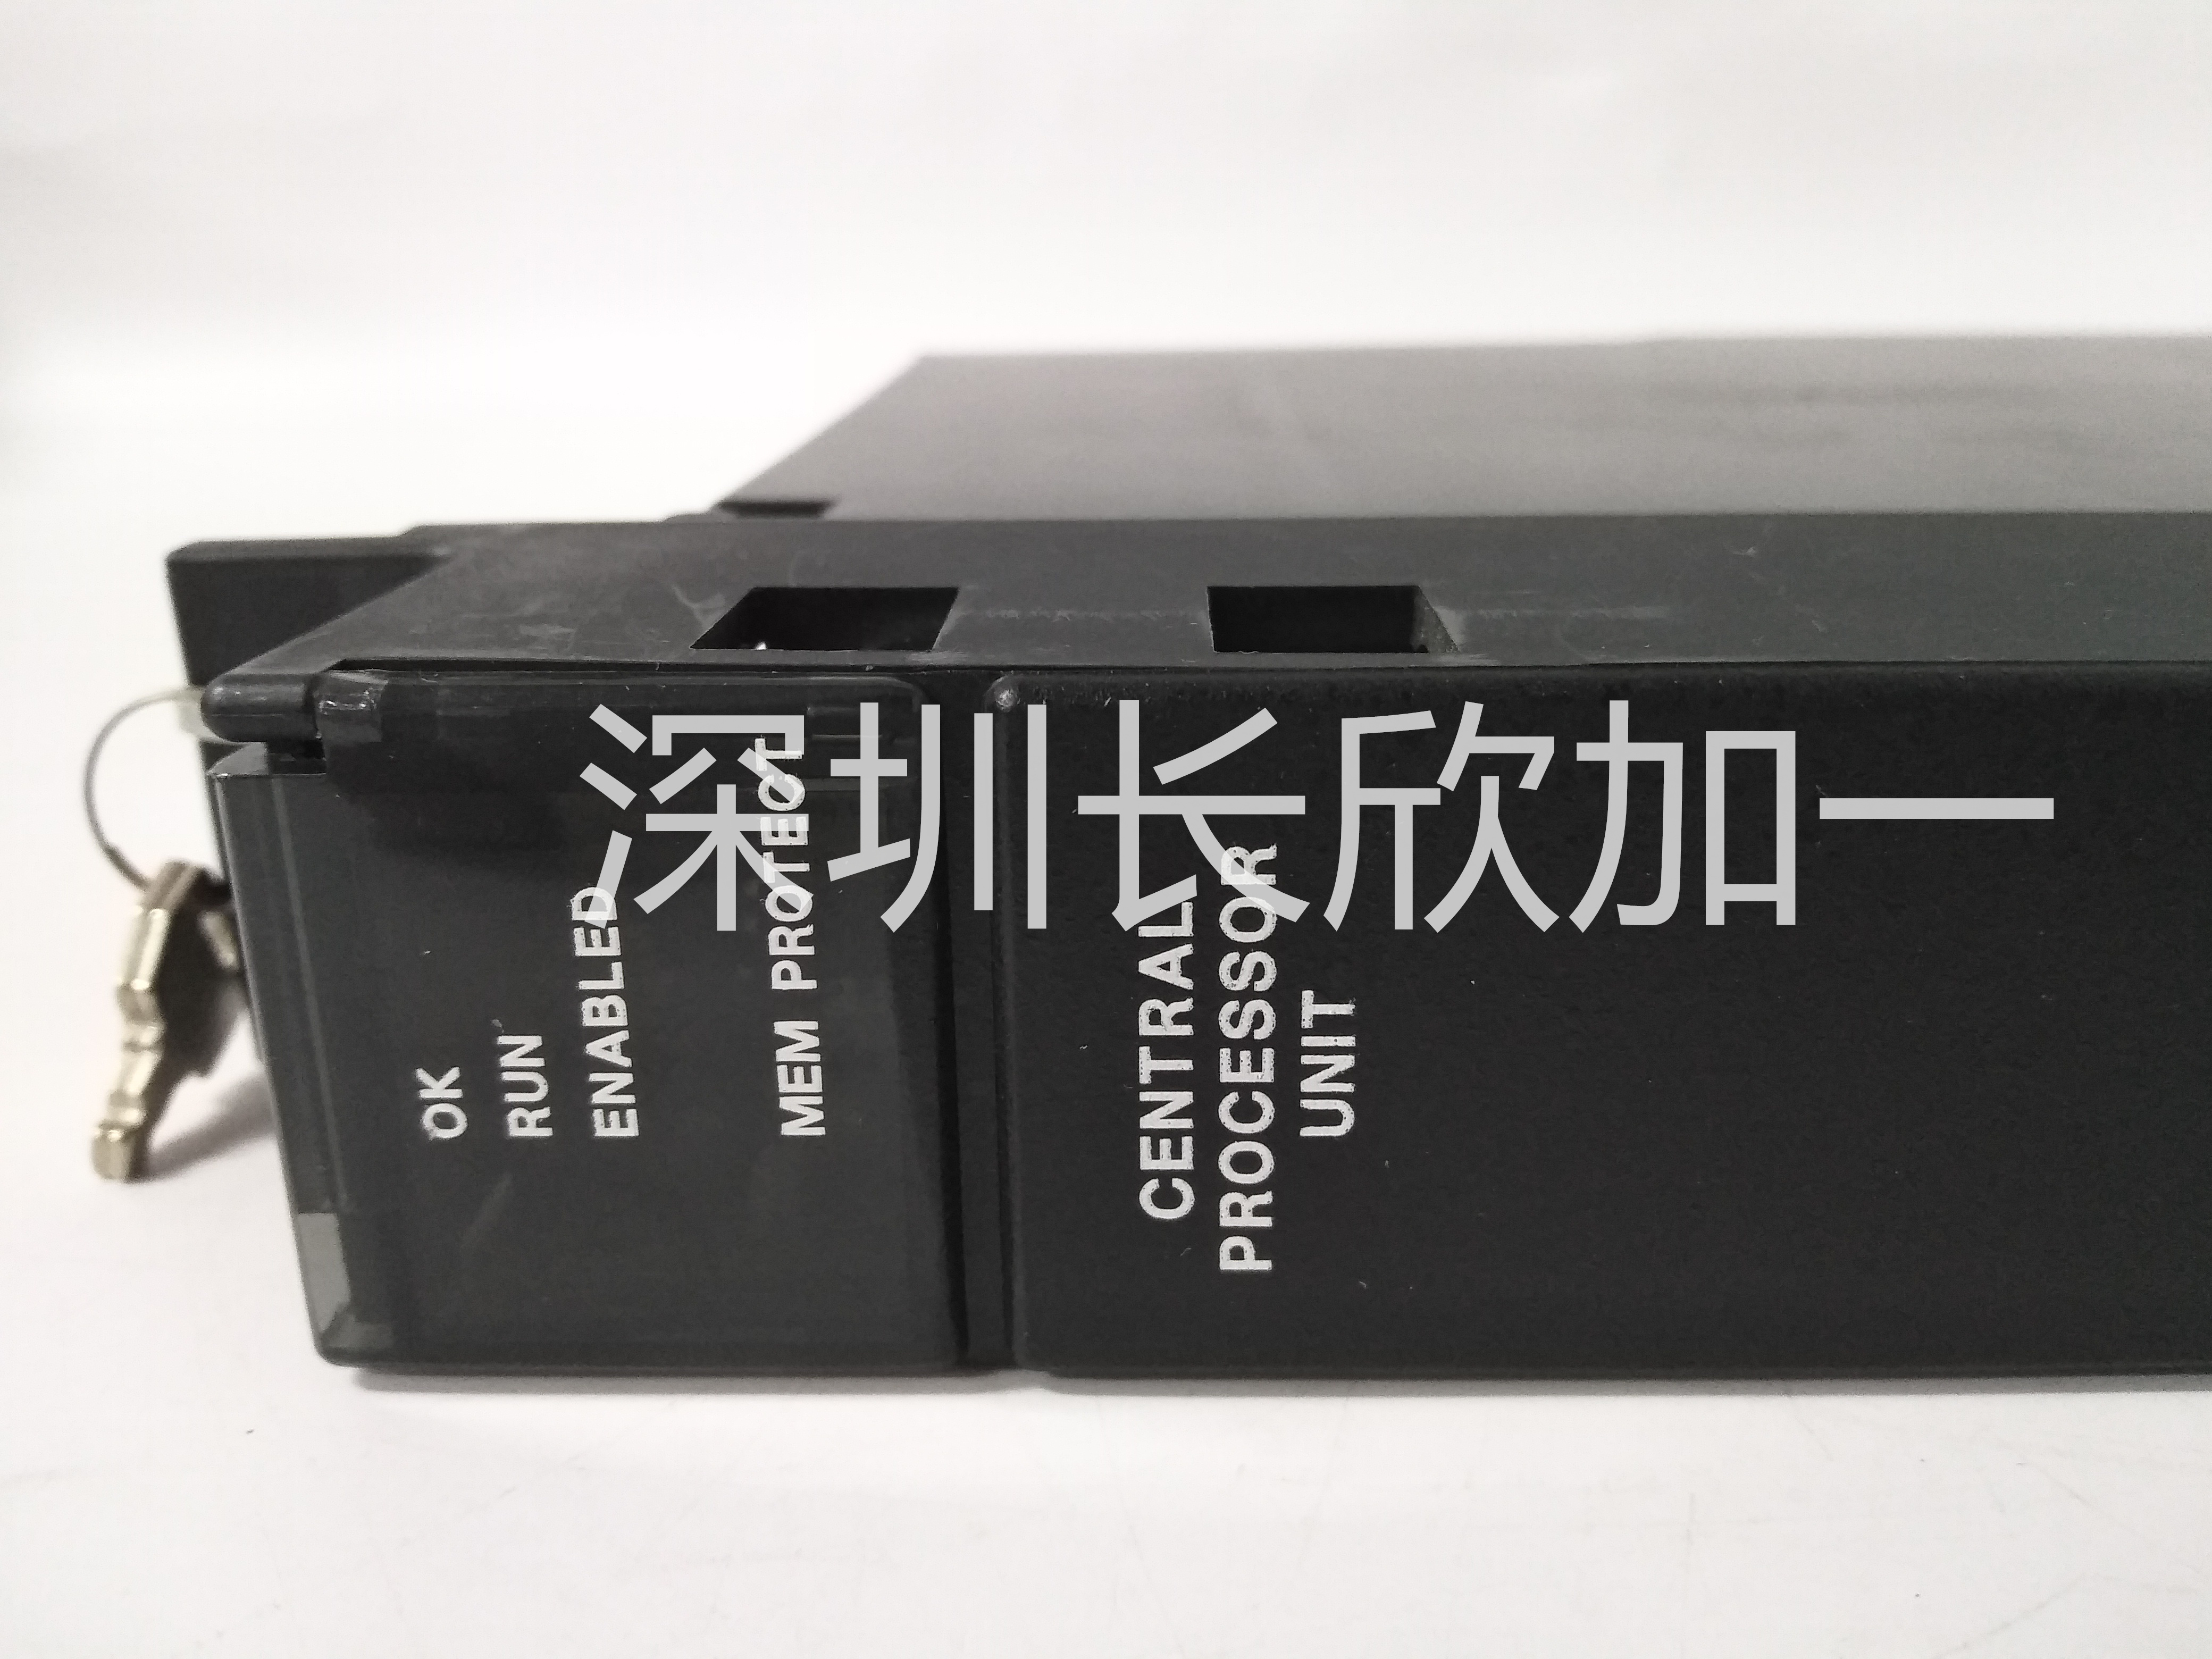 深圳长欣加一
OK
RUN
ENABLED
MEM PROTECT
CENTRAL
PROCESSOR
UNIT